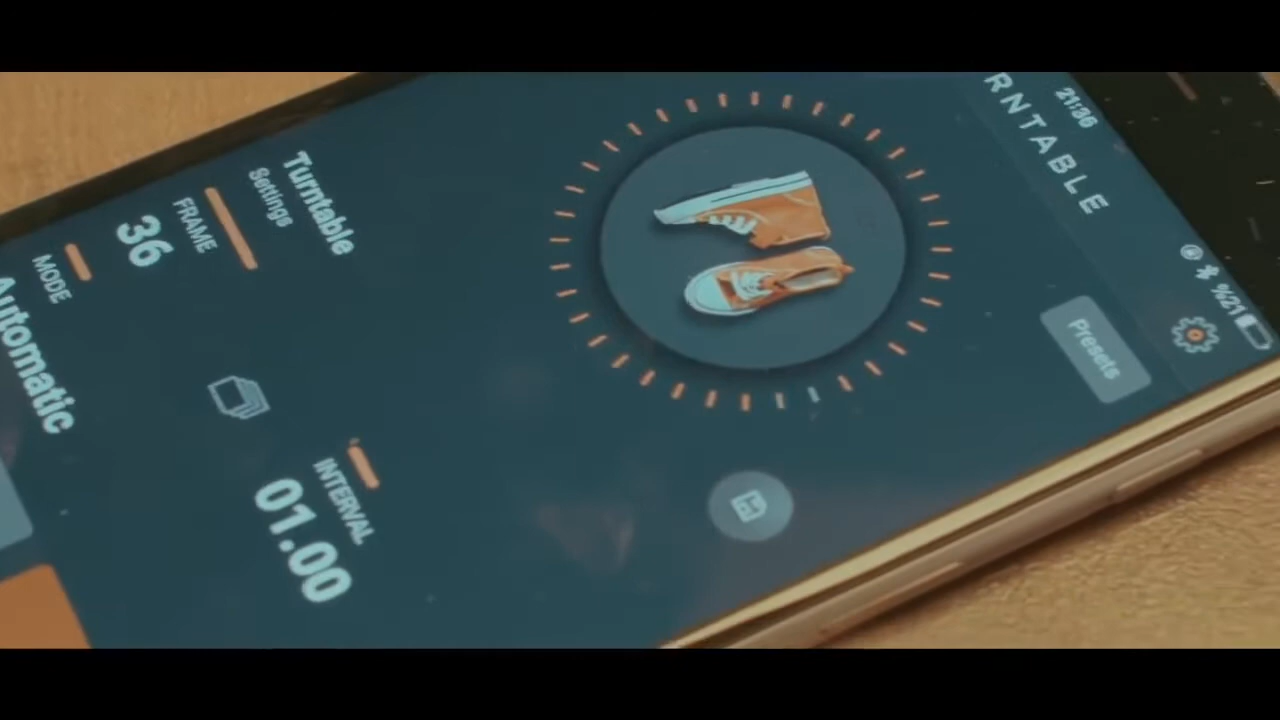 21:36
%21
RNTABLE
Presets
Turntable
Settings
FRAME
36
INTERVAL
01.00
MODE
Automatic